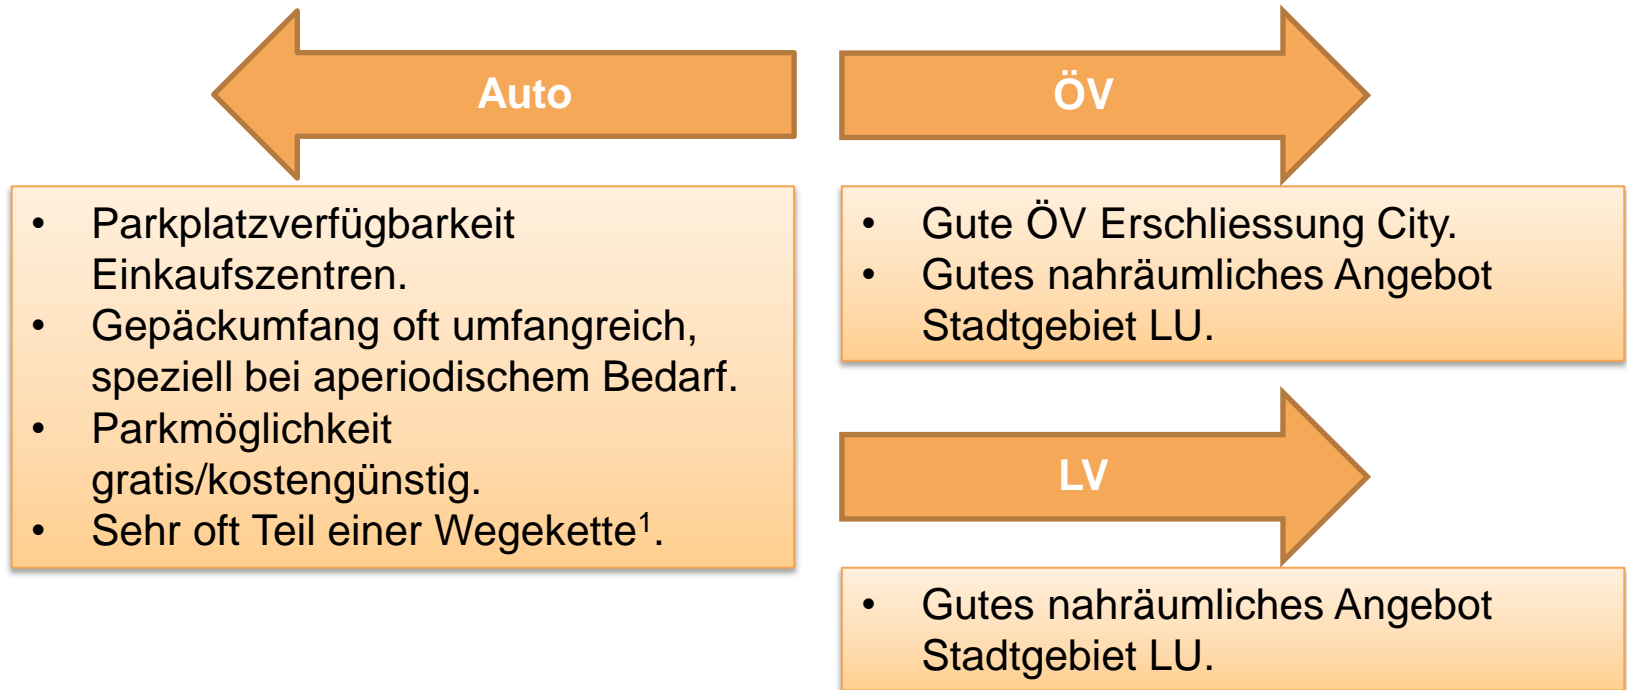 Auto
• Parkplatzverfügbarkeit
Einkaufszentren.
• Gepäckumfang oft umfangreich,
speziell bei aperiodischem Bedarf.
• Parkmöglichkeit
gratis/kostengünstig.
• Sehr oft Teil einer Wegekette¹.
ÖV
• Gute ÖV Erschliessung City.
• Gutes nahräumliches Angebot
Stadtgebiet LU.
LV
• Gutes nahräumliches Angebot
Stadtgebiet LU.